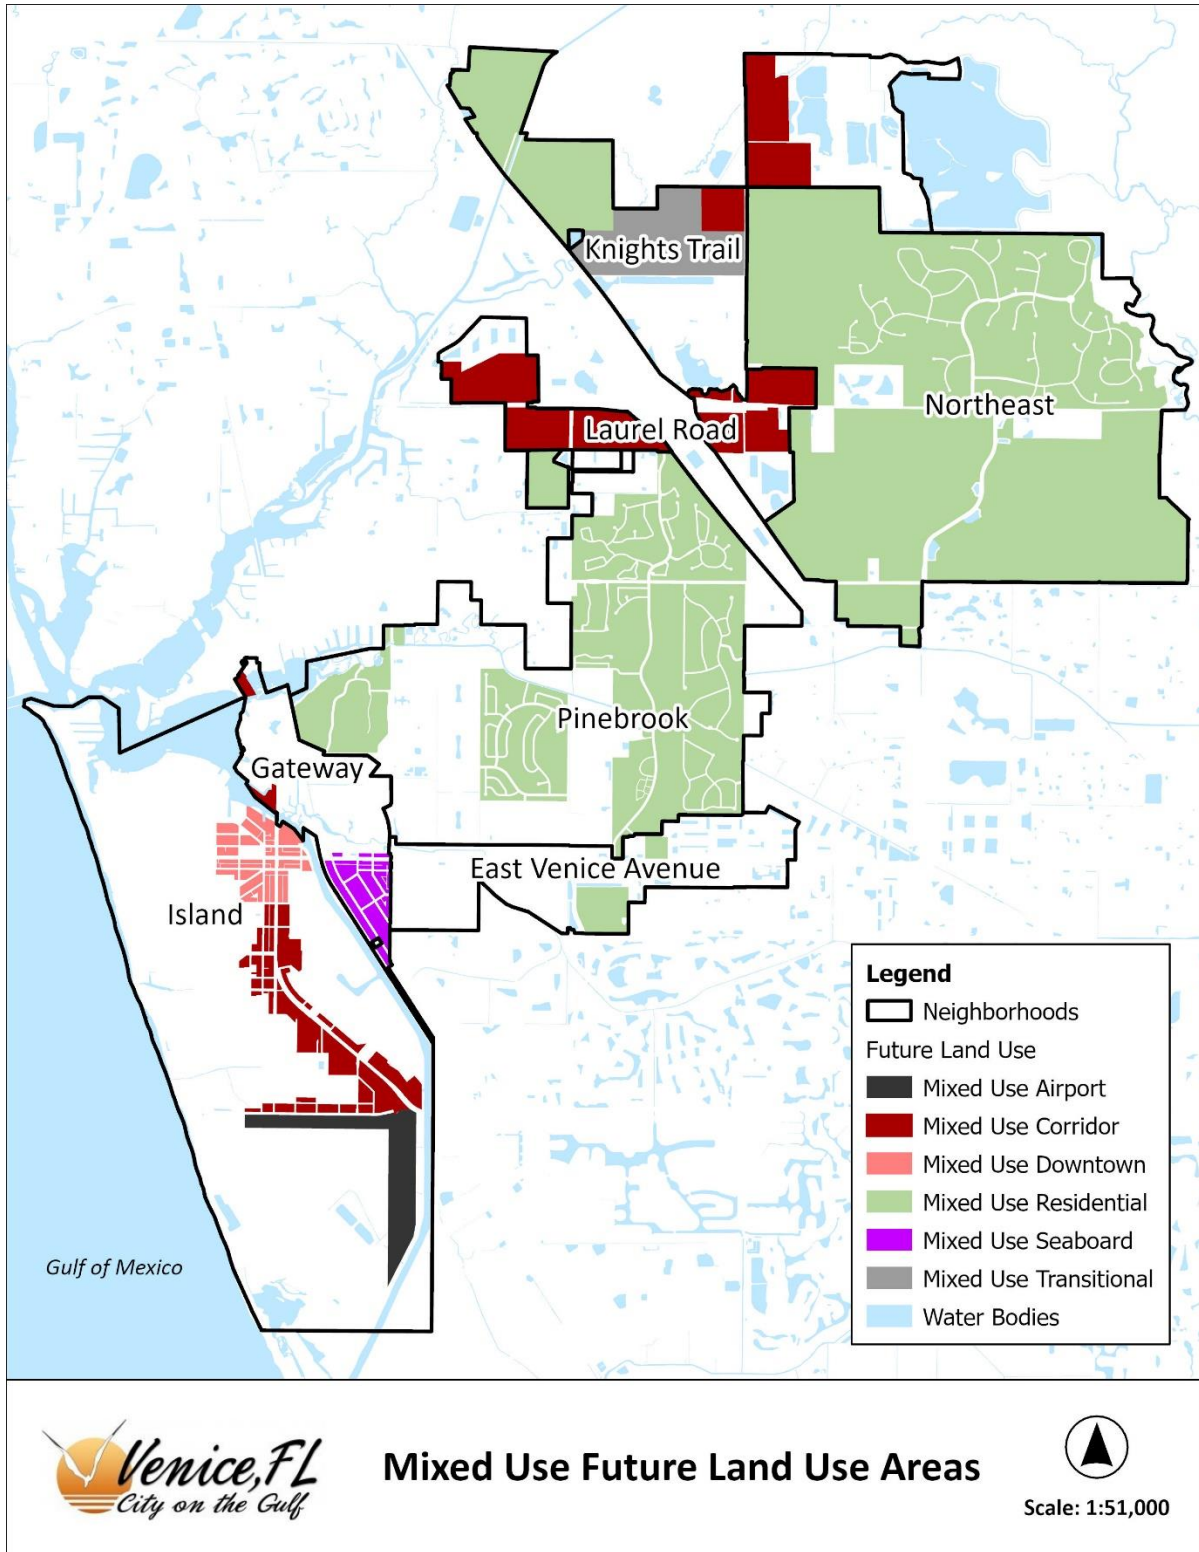 Knights Trail
Northeast
Laurel Road
Pinebrook
Gateway
East Venice Avenue
Island
Gulf of Mexico
Legend
Neighborhoods
Future Land Use
Mixed Use Airport
Mixed Use Corridor
Mixed Use Downtown
Mixed Use Residential
Mixed Use Seaboard
Mixed Use Transitional
Water Bodies
Venice, FL
City on the Gulf
Mixed Use Future Land Use Areas
Scale: 1:51,000